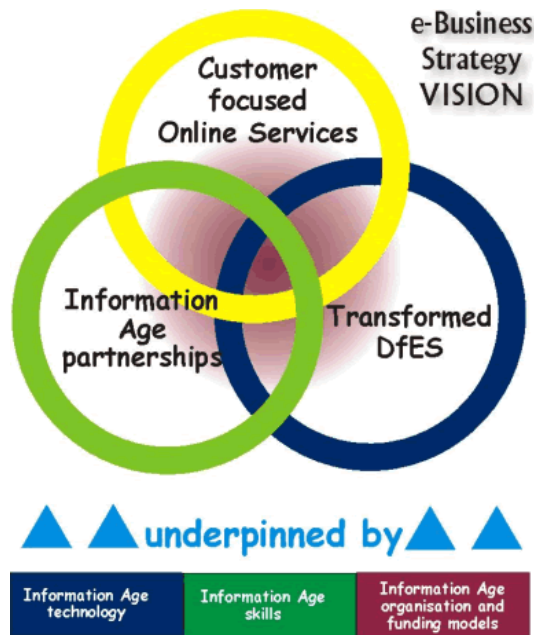 e-Business
Strategy
VISION
Customer
focused
Online Services
Information
Age
partnerships
Transformed
DfES
underpinned by
Information Age
technology
Information Age
skills
Information Age
organisation and
funding models